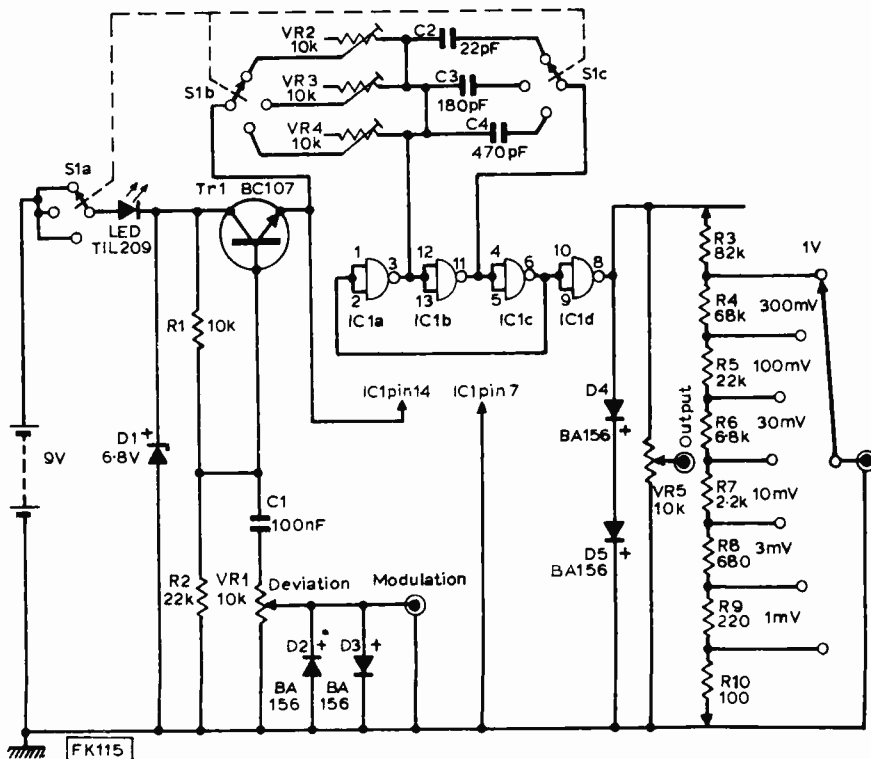 VR2
10k
C2
22pF
VR3
10k
C3
180pF
S1b
S1c
VR4
10k
C4
470pF
S1a
Tr1 BC107
LED
TIL209
R1 10k
1
2
3
IC1a
12
13
11
IC1b
4
5
6
IC1c
10
9
8
IC1d
IC1pin14
IC1pin 7
R3
82k
1V
R4
68k
300mV
R5
22k
100mV
R6
6.8k
30mV
R7
2.2k
10mV
R8
680
3mV
R9
220
1mV
R10
100
D4
BA156
+
D5
BA156
+
Output
VR5
10k
9V
D1 +
6·8V
C1
100nF
R2
22k
VR1
10k
Deviation
Modulation
D2 +
BA
156
D3 +
BA
156
FK115